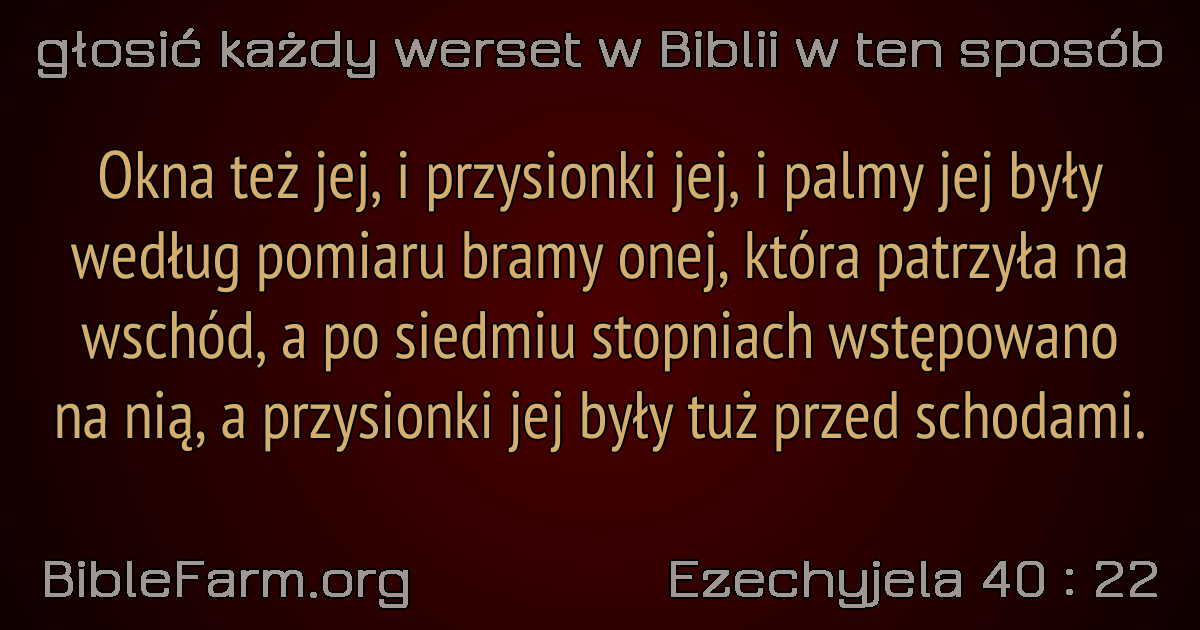 głosić każdy werset w Biblii w ten sposób
Okna też jej, i przysionki jej, i palmy jej były
według pomiaru bramy onej, która patrzyła na
wschód, a po siedmiu stopniach wstępowano
na nią, a przysionki jej były tuż przed schodami.
BibleFarm.org
Ezechyjela 40 : 22